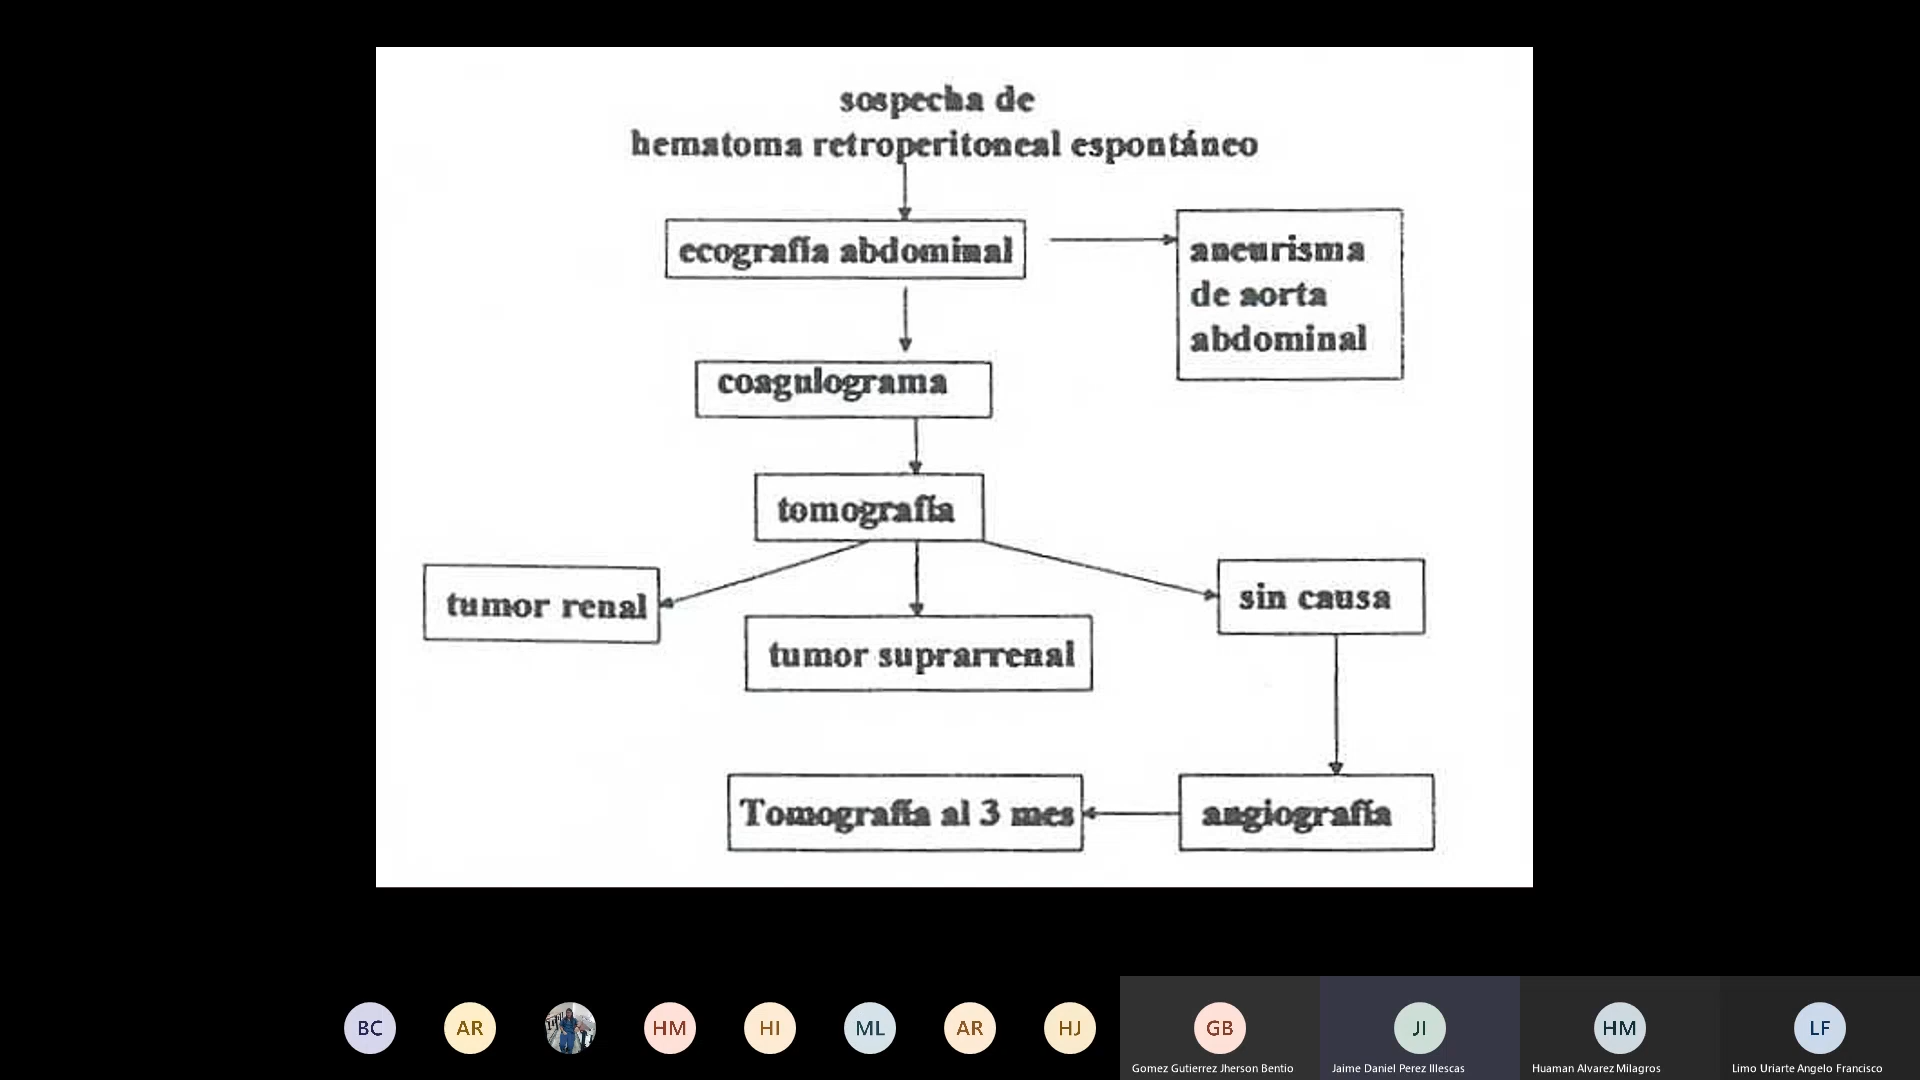 sospecha de
hematoma retroperitoneal espontáneo
ecografía abdominal
aneurisma
de aorta
abdominal
coagulograma
tomografía
tumor renal
tumor suprarrenal
sin causa
Tomografía al 3 mes
angiografía
BC
AR
HM
HI
ML
AR
HJ
GB
JI
HM
LF
Gomez Gutierrez Jherson Bentio
Jaime Daniel Perez Illescas
Huaman Alvarez Milagros
Limo Uriarte Angelo Francisco